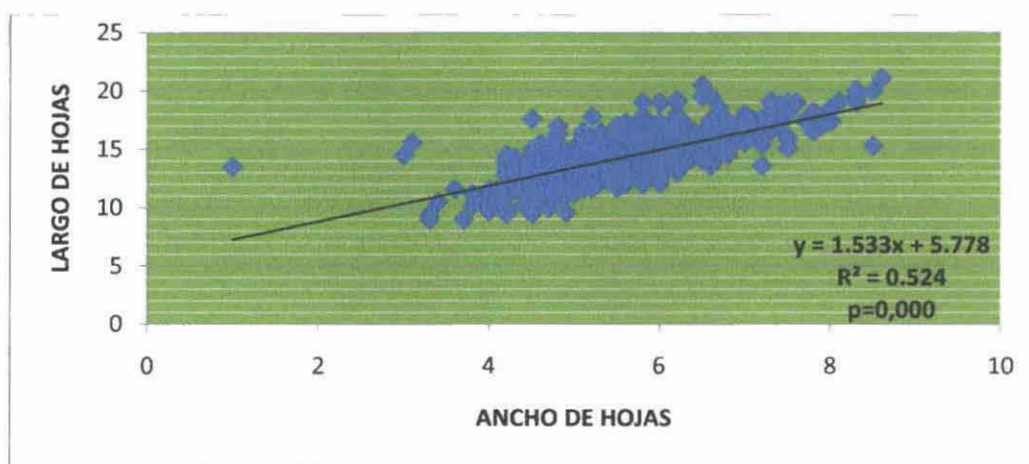 25
20
15
10
5
0
LARGO DE HOJAS
y = 1.533x + 5.778
R² = 0.524
p=0,000
0 2 4 6 8 10
ANCHO DE HOJAS